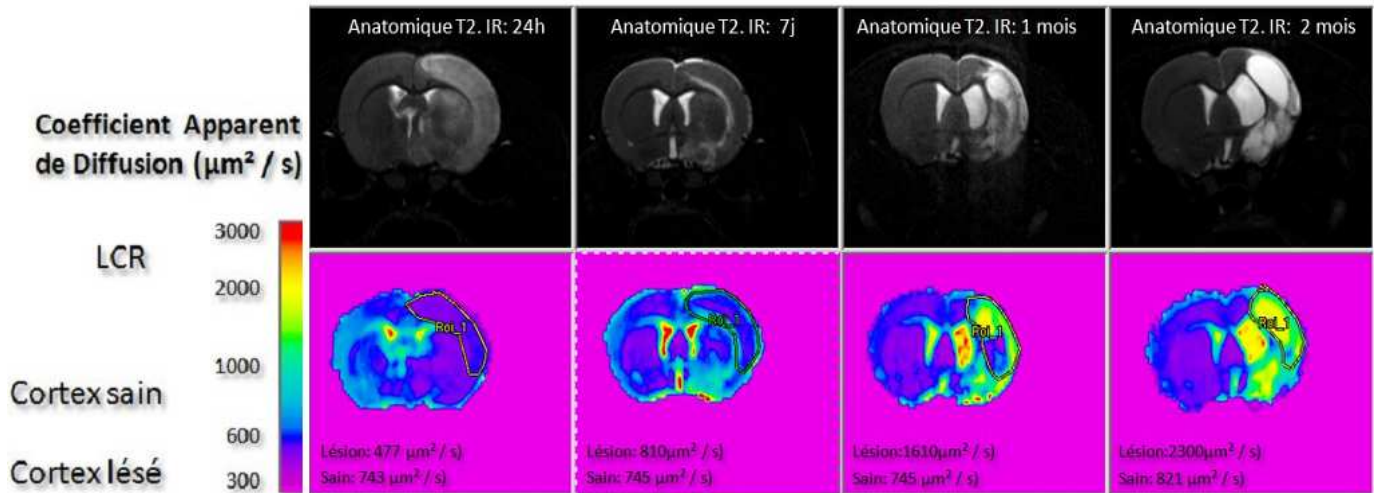 Anatomique T2. IR: 24h
Anatomique T2. IR: 7j
Anatomique T2. IR: 1 mois
Anatomique T2. IR: 2 mois
Coefficient Apparent
de Diffusion (µm² / s)
LCR
Cortex sain
Cortex lésé
3000
2000
1000
600
300
Roi_1
Lésion: 477 µm² / s)
Sain: 743 µm² / s)
Roi_1
Lésion: 810µm² / s)
Sain: 745 µm² / s)
Roi_1
Lésion:1610µm² / s)
Sain: 745 µm² / s)
Roi_1
Lésion:2300µm² / s)
Sain: 821 µm² / s)